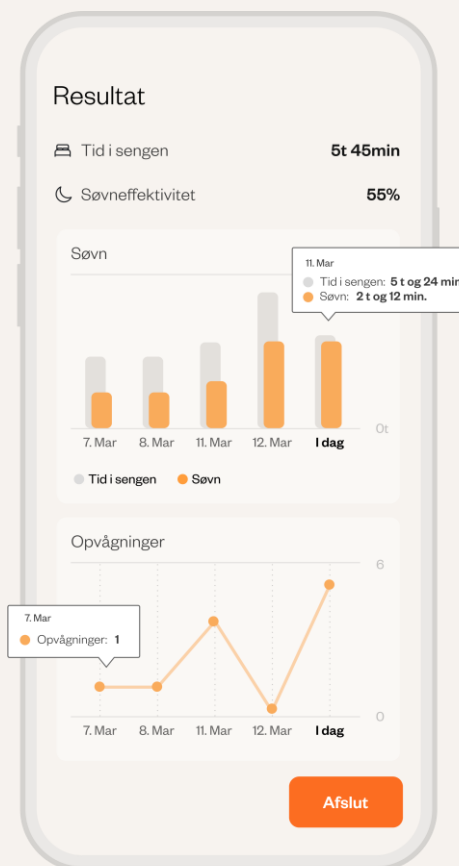 Resultat
Tid i sengen 5t 45min
Søvneffektivitet 55%
Søvn
11. Mar
Tid i sengen: 5 t og 24 min
Søvn: 2 t og 12 min.
0t
7. Mar 8. Mar 11. Mar 12. Mar I dag
Tid i sengen Søvn
Opvågninger
6
7. Mar
Opvågninger: 1
0
7. Mar 8. Mar 11. Mar 12. Mar I dag
Afslut